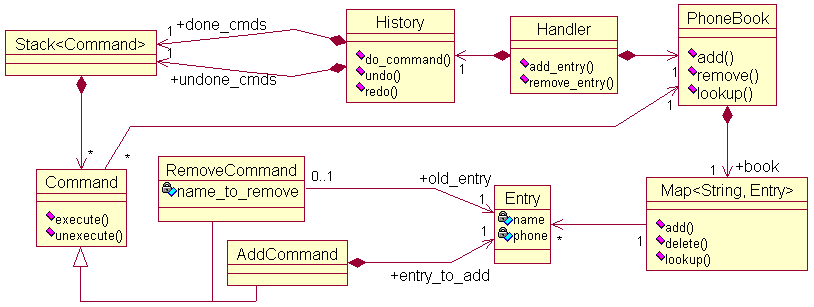 +done_cmds
1
History
do_command()
undo()
redo()
Handler
add_entry()
remove_entry()
PhoneBook
add()
remove()
lookup()
Stack<Command>
1
+undone_cmds
1
1
1
*
*
Command
execute()
unexecute()
RemoveCommand
name_to_remove
0..1
+old_entry
1
Entry
name
phone
1
+book
Map<String, Entry>
add()
delete()
lookup()
1
*
AddCommand
1
+entry_to_add